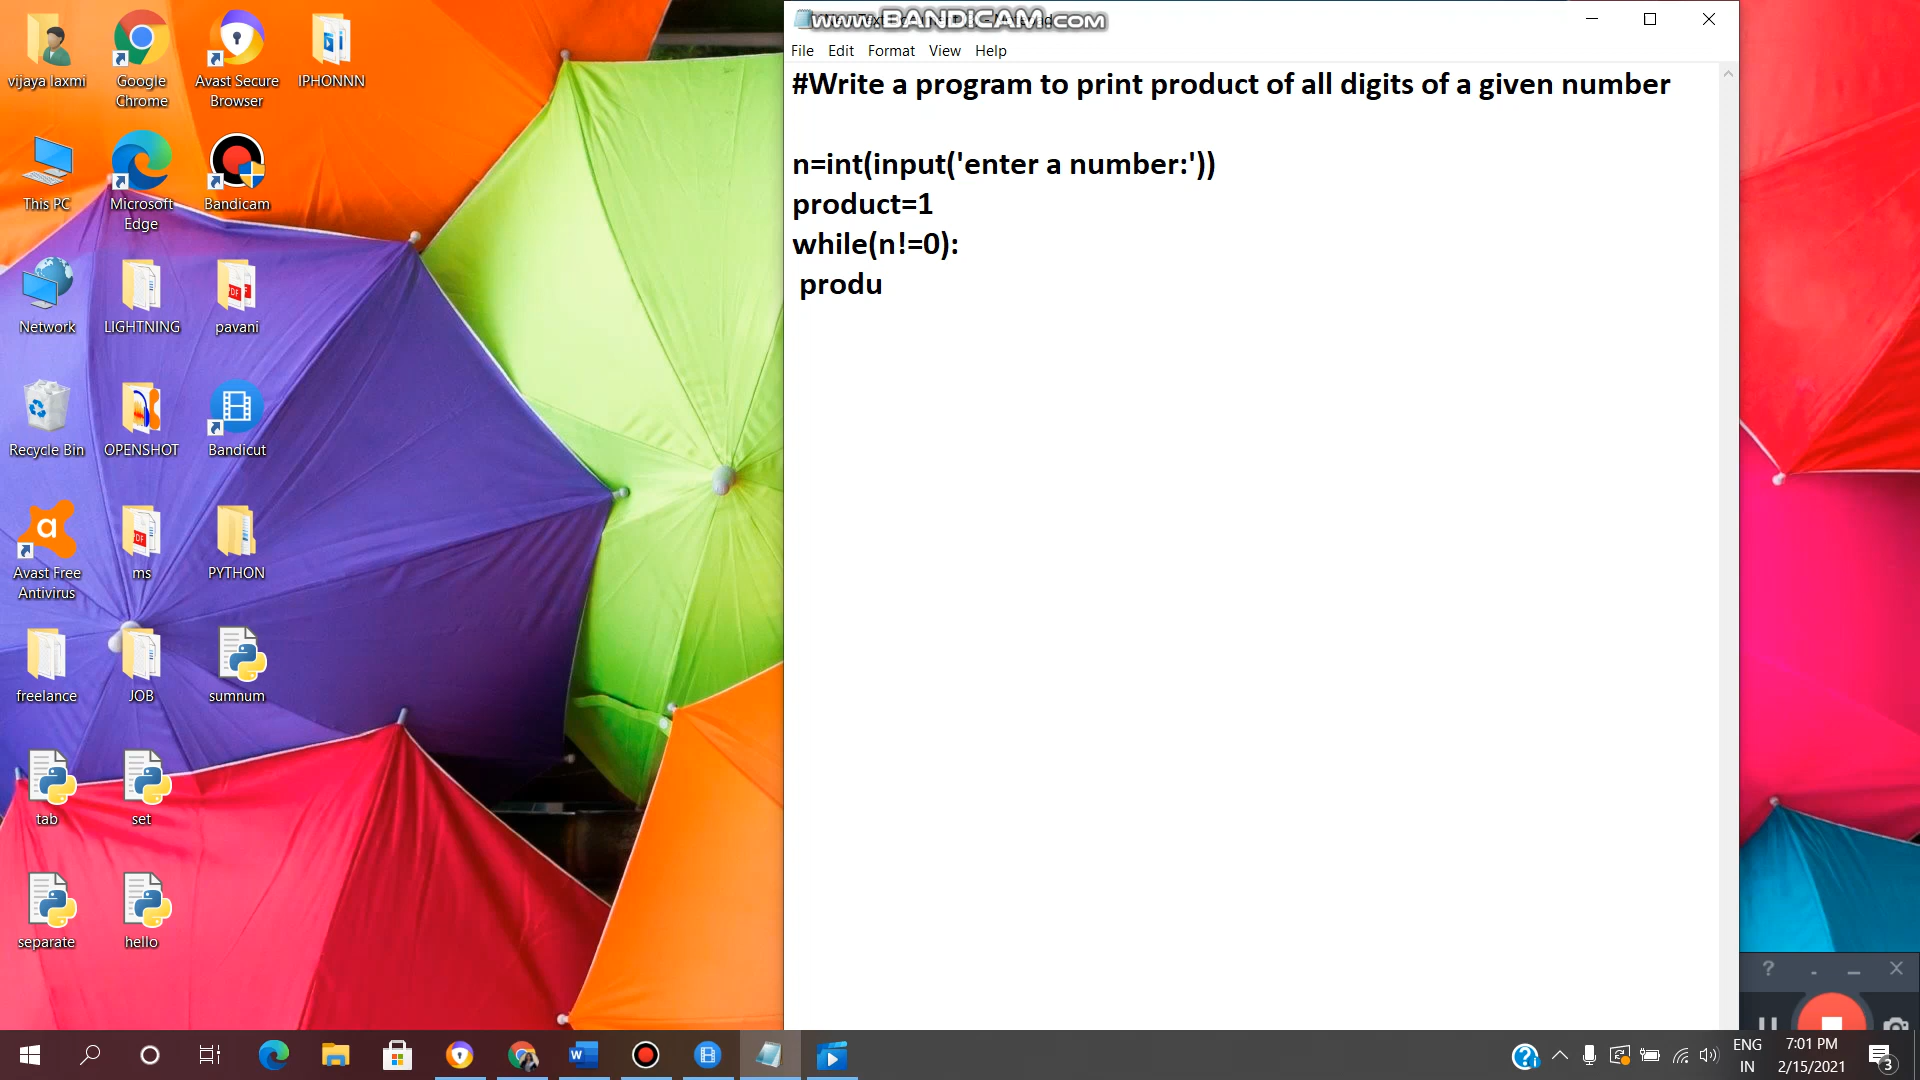 vijaya laxmi
Google Chrome
Avast Secure Browser
IPHONNN
This PC
Microsoft Edge
Bandicam
Network
LIGHTNING
pavani
Recycle Bin
OPENSHOT
Bandicut
Avast Free Antivirus
ms
PYTHON
freelance
JOB
sumnum
tab
set
separate
hello
www.BANDICAM.COM
File Edit Format View Help
#Write a program to print product of all digits of a given number
n=int(input('enter a number:'))
product=1
while(n!=0):
produ
ENG
IN
7:01 PM
2/15/2021
3